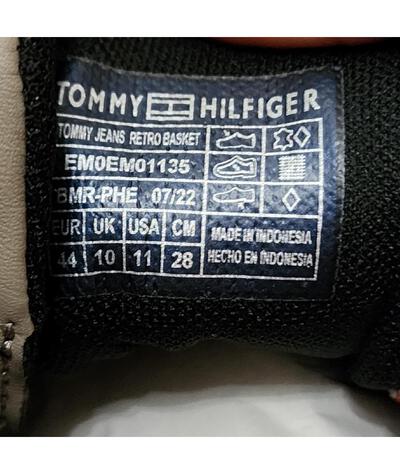 TOMMY HILFIGER
TOMMY JEANS RETRO BASKET
EM0EM01135
BMR-PHE 07/22
EUR UK USA CM
44 10 11 28
MADE IN INDONESIA
HECHO EN INDONESIA